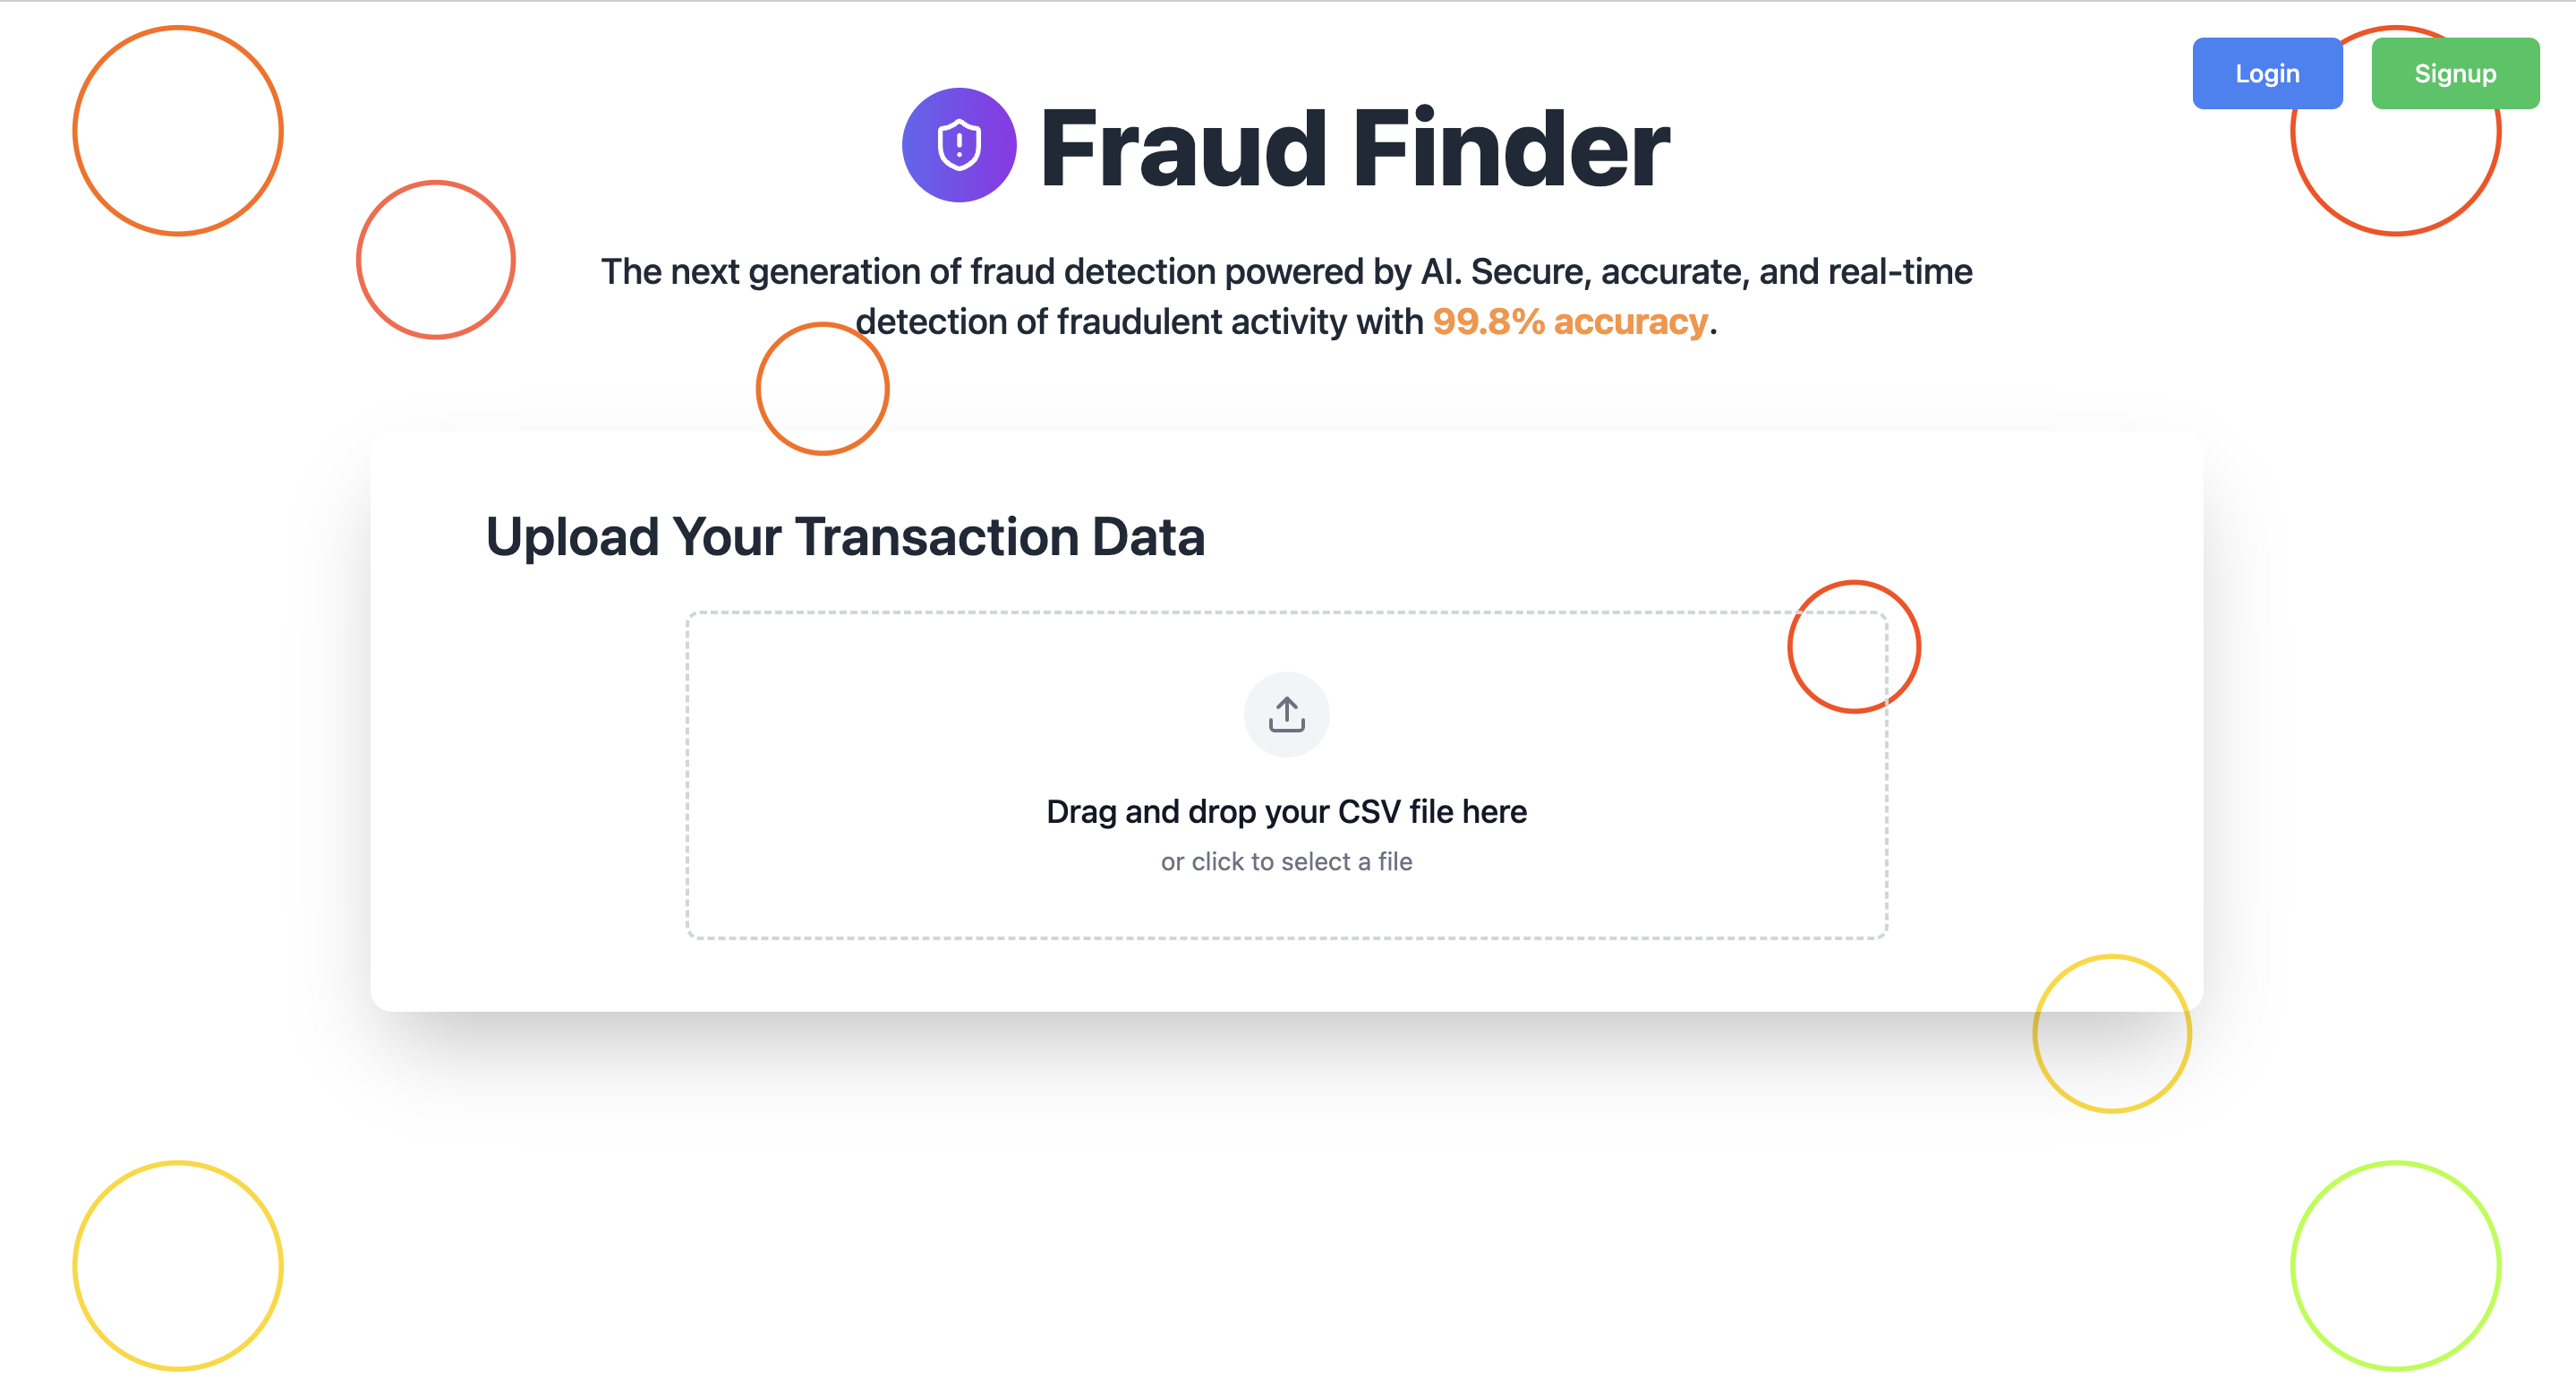 Login
Signup
Fraud Finder
The next generation of fraud detection powered by AI. Secure, accurate, and real-time
detection of fraudulent activity with 99.8% accuracy.
Upload Your Transaction Data
Drag and drop your CSV file here
or click to select a file